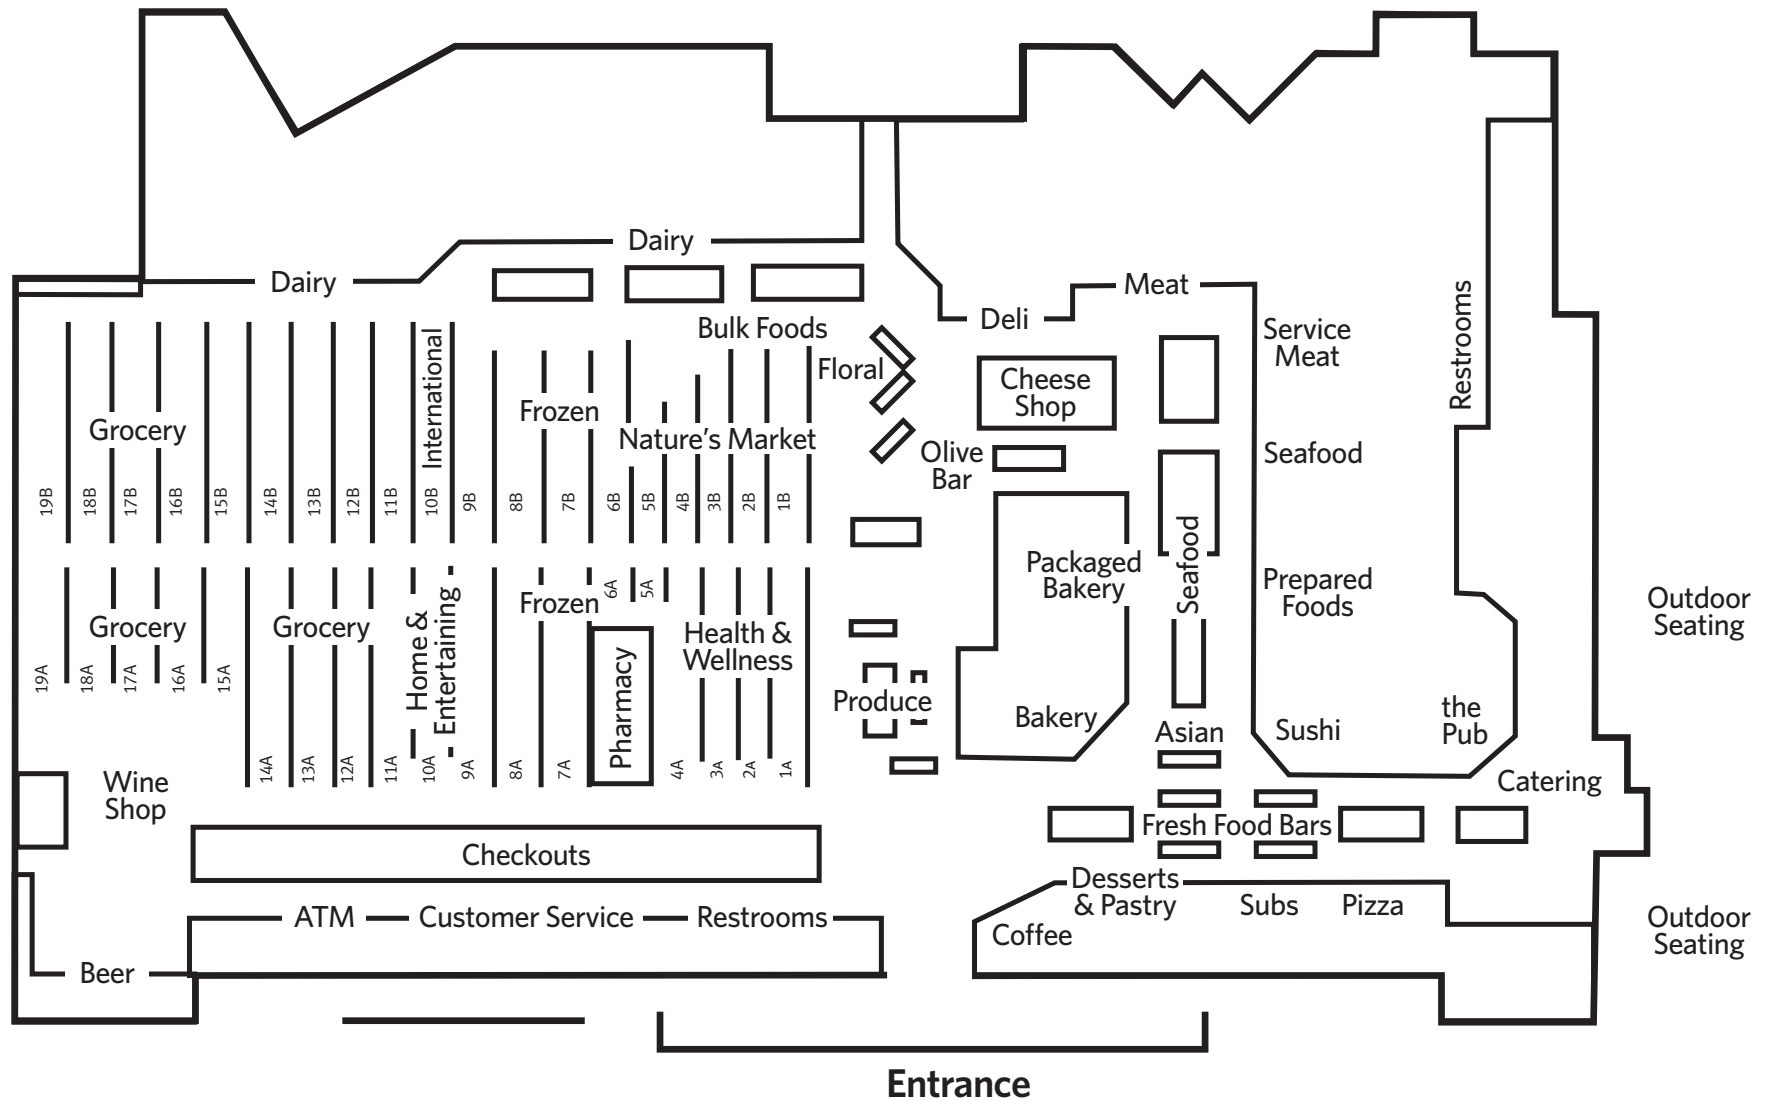 Dairy
Dairy
Meat
Deli
Bulk Foods
Floral
Service
Meat
Restrooms
International
Cheese
Shop
Frozen
Grocery
Nature's Market
Olive
Bar
Seafood
19B
18B
17B
16B
15B
14B
13B
12B
11B
10B
9B
8B
7B
6B
5B
4B
3B
2B
1B
Packaged
Bakery
Seafood
Prepared
Foods
Outdoor
Seating
Frozen
6A
5A
Grocery
Grocery
Home &
Entertaining
Health &
Wellness
Pharmacy
19A
18A
17A
16A
15A
Produce
Bakery
Asian
Sushi
the
Pub
14A
13A
12A
11A
10A
9A
8A
7A
4A
3A
2A
1A
Wine
Shop
Catering
Fresh Food Bars
Checkouts
Desserts
& Pastry
Subs
Pizza
ATM
Customer Service
Restrooms
Coffee
Outdoor
Seating
Beer
Entrance